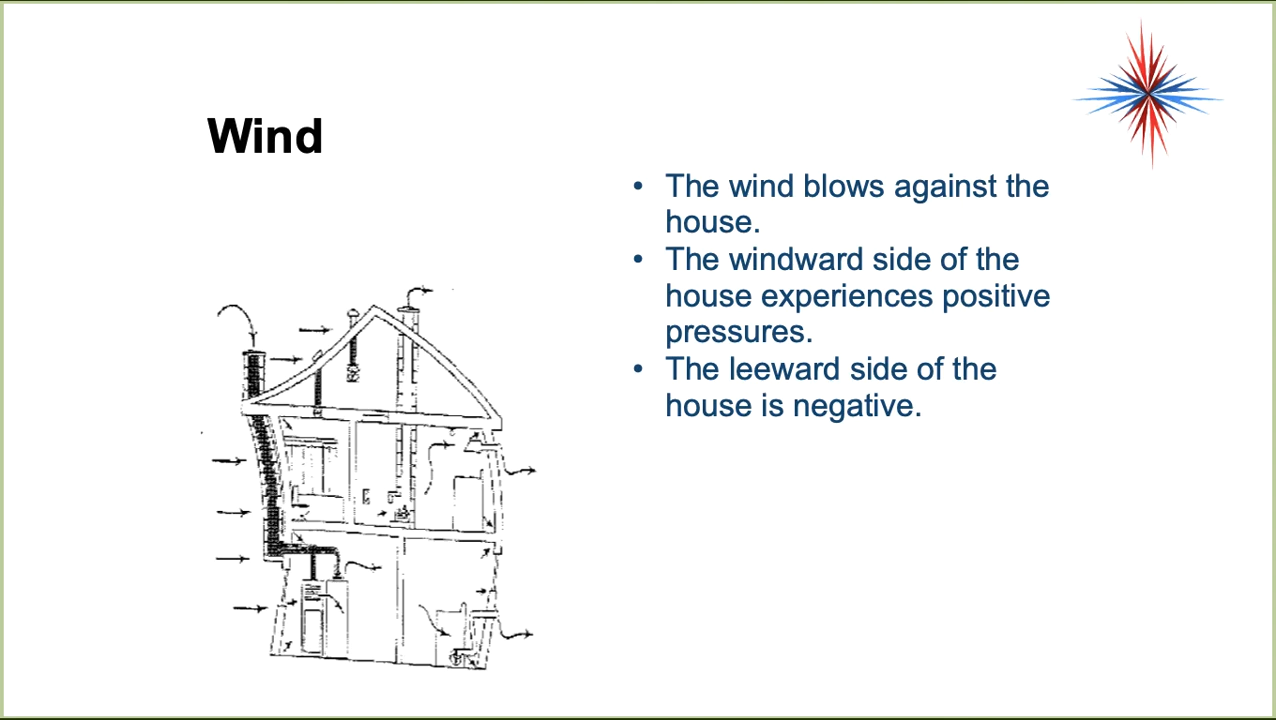 Wind
• The wind blows against the
house.
• The windward side of the
house experiences positive
pressures.
• The leeward side of the
house is negative.